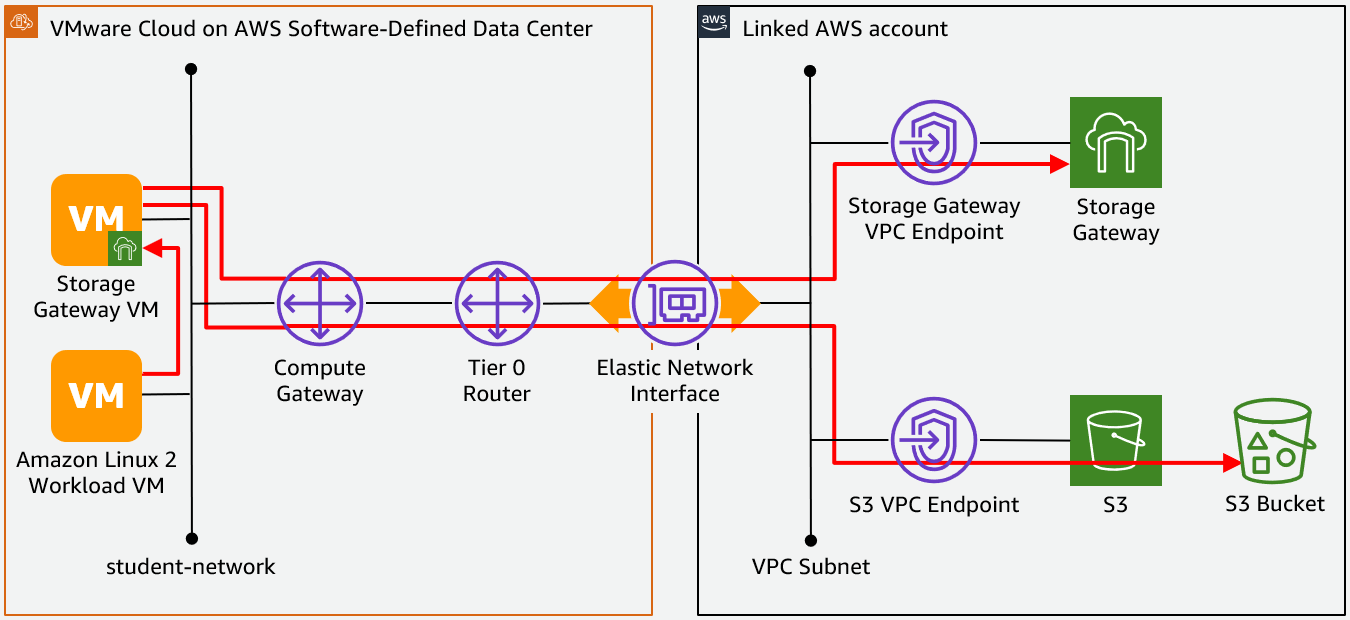 VMware Cloud on AWS Software-Defined Data Center
aws
Linked AWS account
VM
Storage
Gateway VM
VM
Amazon Linux 2
Workload VM
student-network
Compute
Gateway
Tier 0
Router
Elastic Network
Interface
Storage Gateway
VPC Endpoint
Storage
Gateway
S3 VPC Endpoint
S3
S3 Bucket
VPC Subnet